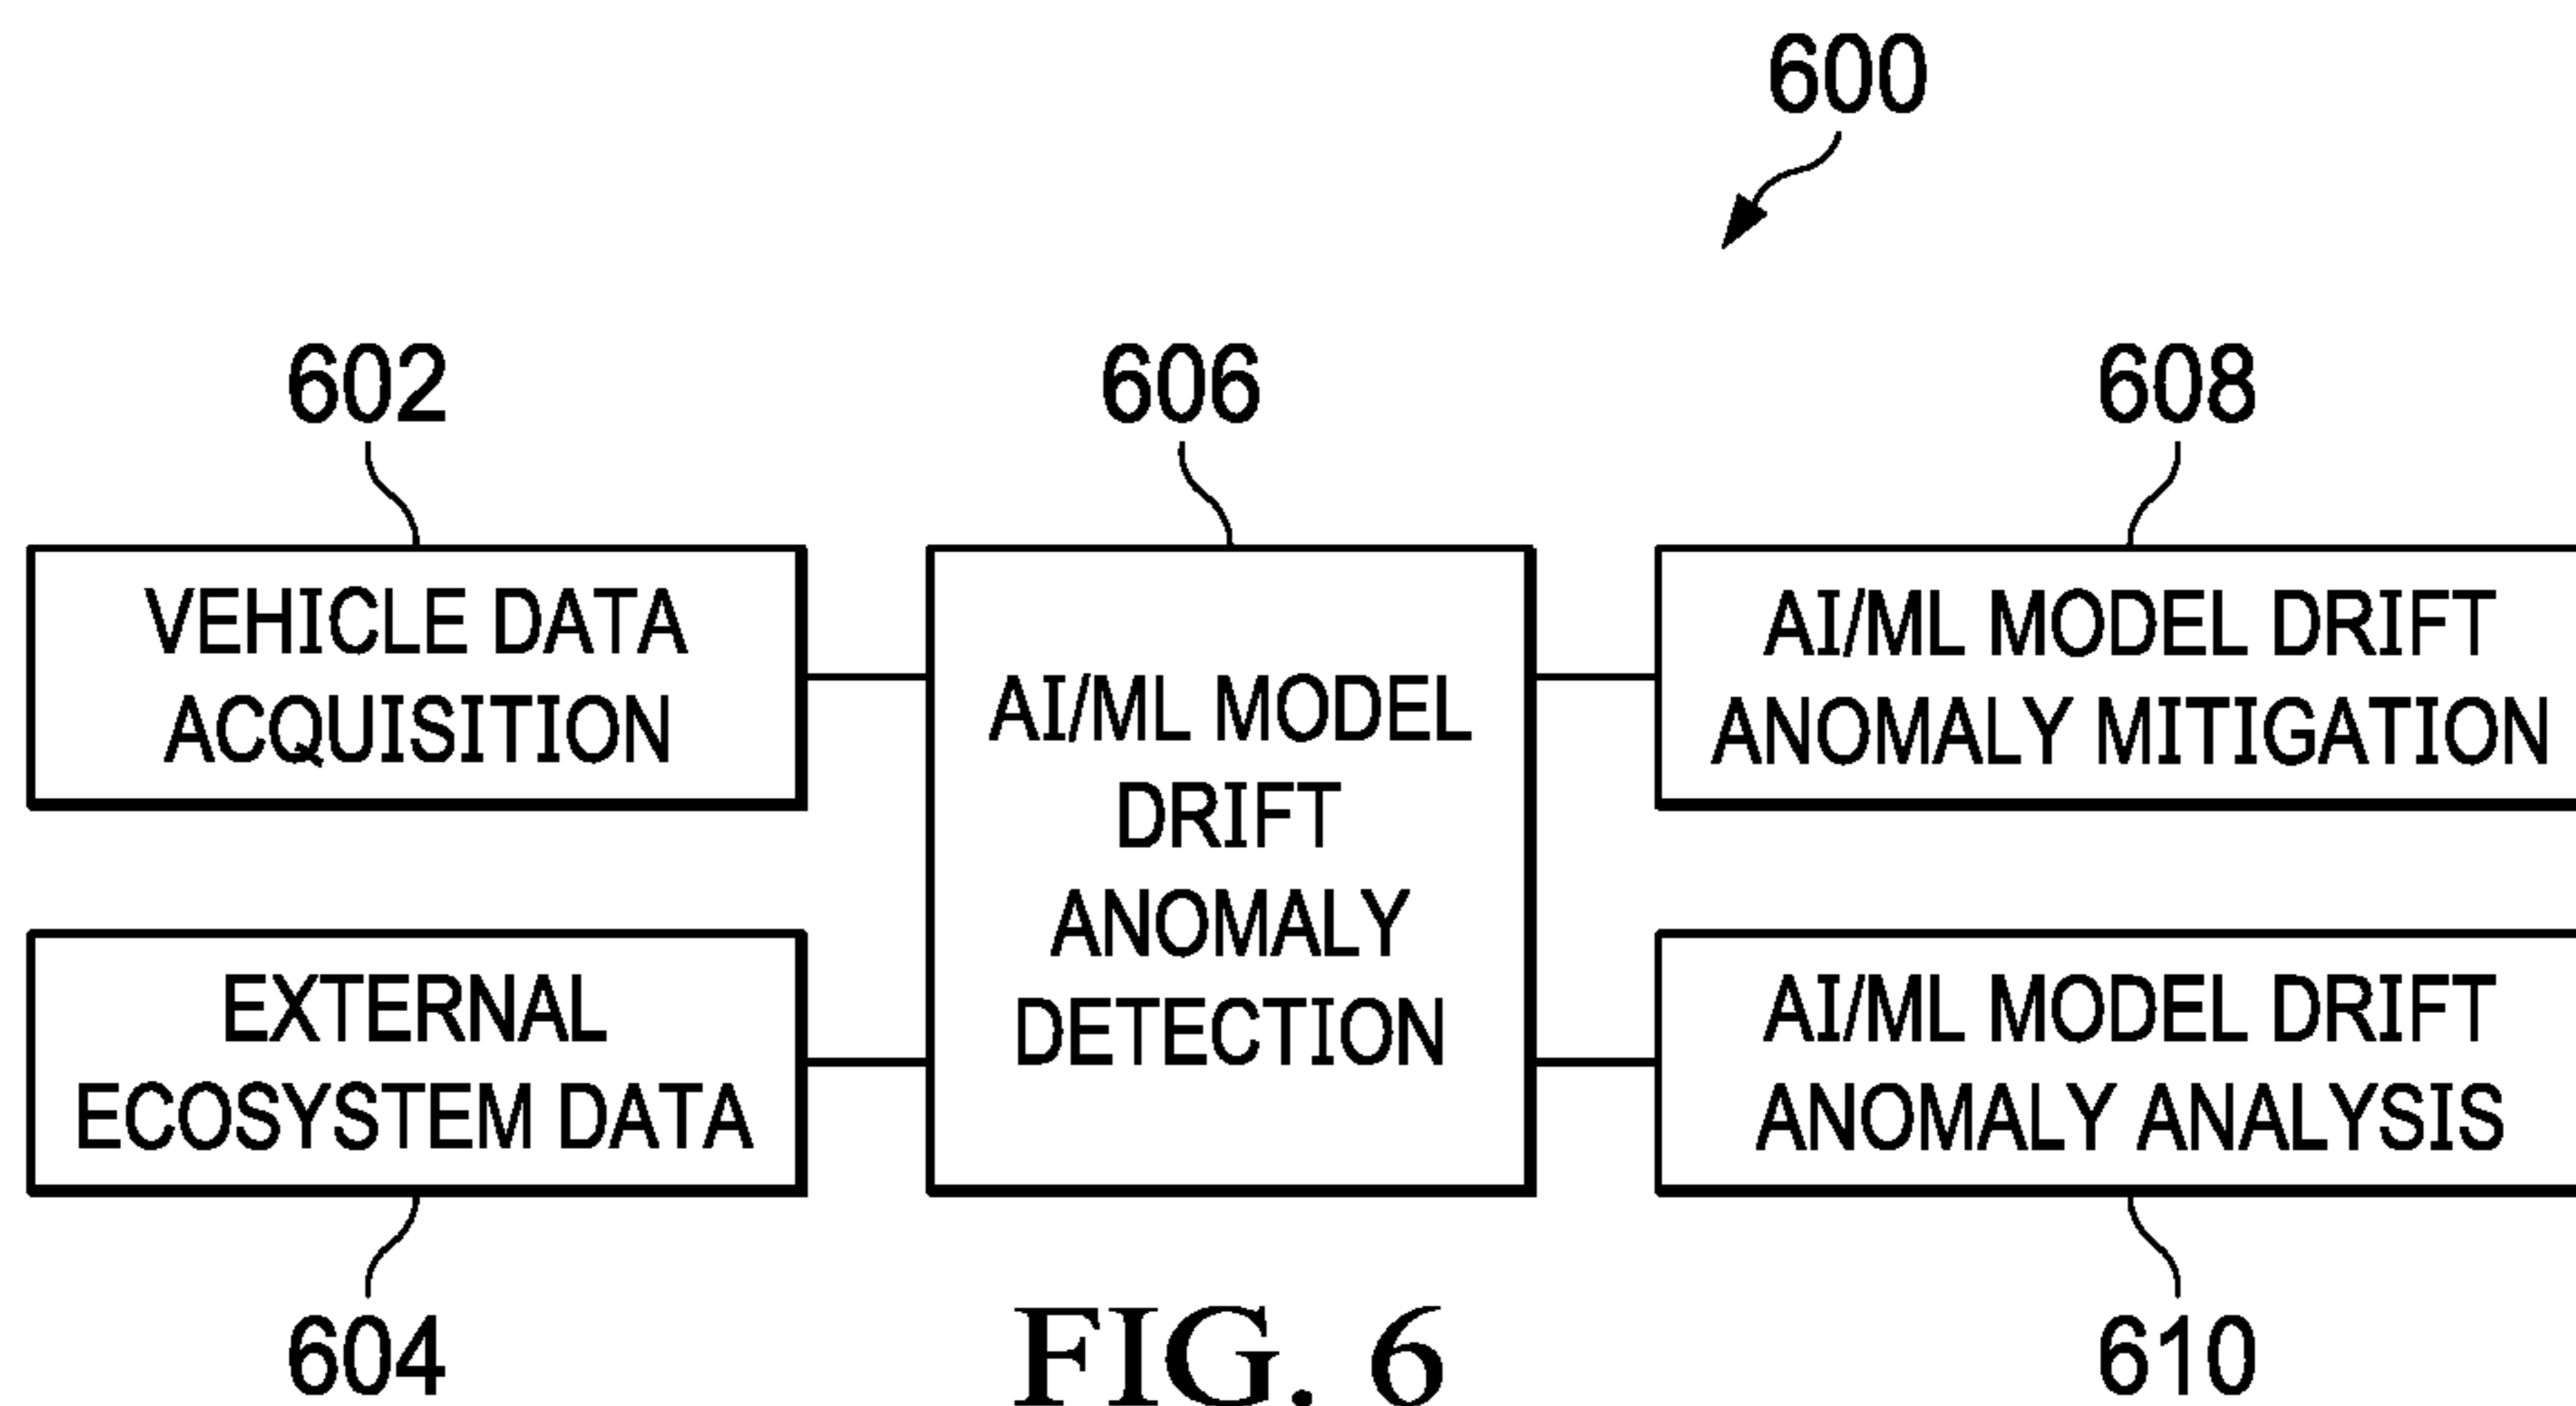 600
602
606
608
VEHICLE DATA
ACQUISITION
AI/ML MODEL
DRIFT
ANOMALY
DETECTION
AI/ML MODEL DRIFT
ANOMALY MITIGATION
EXTERNAL
ECOSYSTEM DATA
AI/ML MODEL DRIFT
ANOMALY ANALYSIS
604
610
FIG. 6